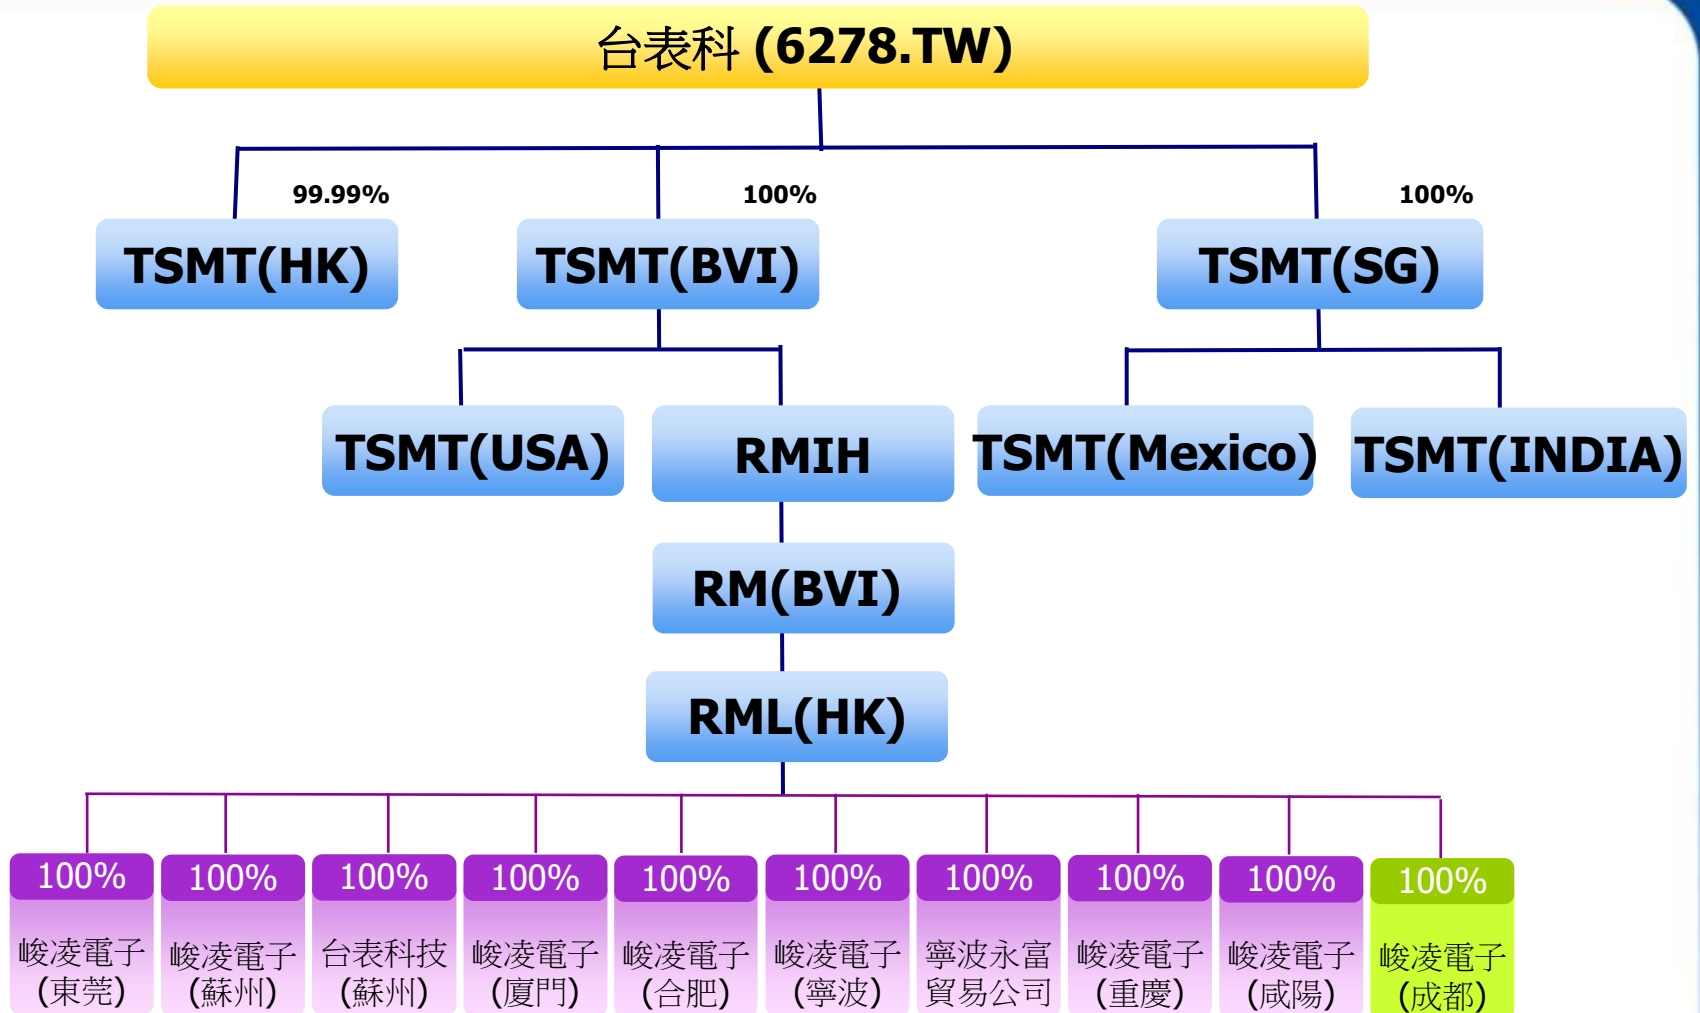 台表科 (6278.TW)
99.99%
100%
100%
TSMT(HK)
TSMT(BVI)
TSMT(SG)
TSMT(USA)
RMIH
TSMT(Mexico)
TSMT(INDIA)
RM(BVI)
RML(HK)
100%
100%
100%
100%
100%
100%
100%
100%
100%
100%
峻凌電子
(東莞)
峻凌電子
(蘇州)
台表科技
(蘇州)
峻凌電子
(廈門)
峻凌電子
(合肥)
峻凌電子
(寧波)
寧波永富
貿易公司
峻凌電子
(重慶)
峻凌電子
(咸陽)
峻凌電子
(成都)